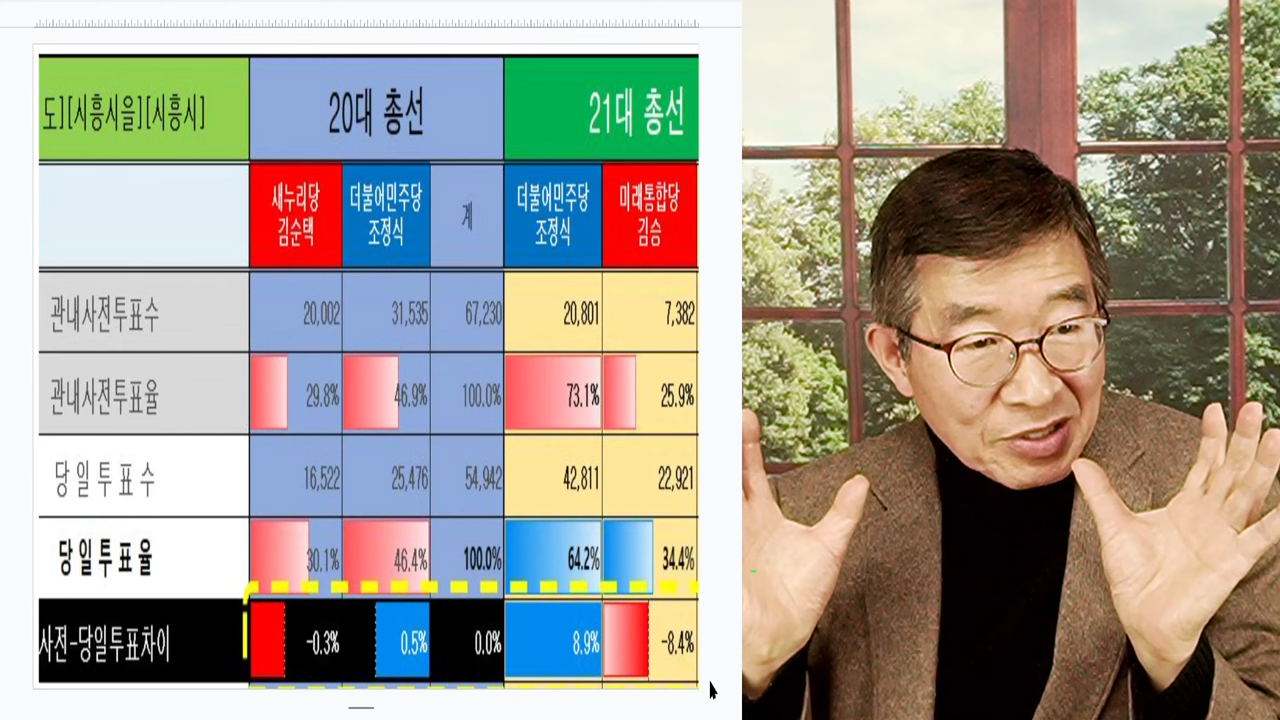 도][시흥시을][시흥시] 20대 총선 21대 총선
새누리당 김순택 더불어민주당 조정식 계 더불어민주당 조정식 미래통합당 김승
관내사전투표수 20,002 31,535 67,230 20,801 7,382
관내사전투표율 29.8% 46.9% 100.0% 73.1% 25.9%
당일투표수 16,522 25,476 54,942 42,811 22,921
당일투표율 30.1% 46.4% 100.0% 64.2% 34.4%
사전-당일투표차이 -0.3% 0.5% 0.0% 8.9% -8.4%